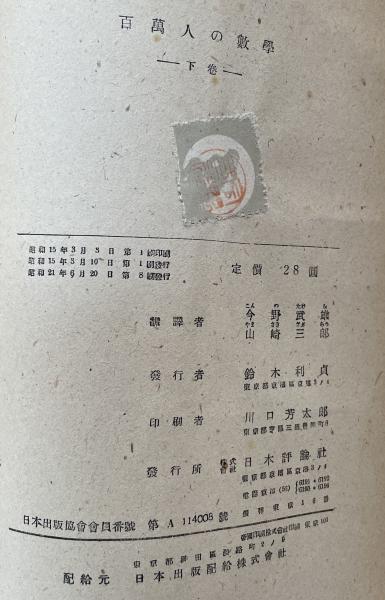 百萬人の數學
下卷
昭和15年3月5日第1刷印刷
昭和15年3月10日第1刷發行
昭和21年6月20日第8刷發行
定價 28圓
飜譯者 今野武雄
山崎三郎
發行者 鈴木利貞
印刷者 川口芳太郎
發行所 株式會社 日本評論社
日本出版協會會員番號 第A114008號
配給元 日本出版配給株式會社